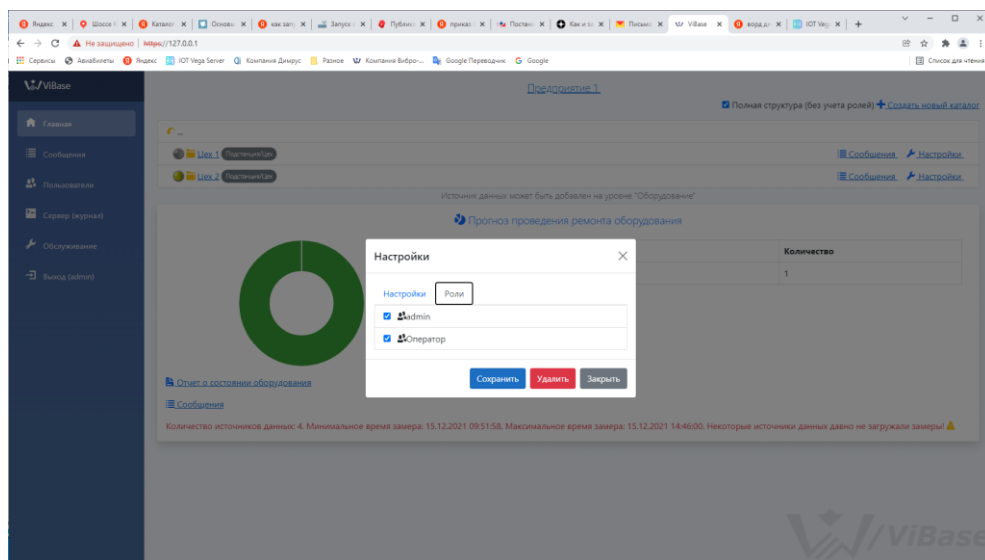 Яндекс
Шоссе
Каталог
Основы
как запу
Запуск
Публик
приказ
Постан
Как и за
Письмо
ViBase
ворд дл
IOT Veg
Не защищено https://127.0.0.1
Сервисы Авиабилеты Яндекс IOT Vega Server Компания Димрус Разное Компания Вибро-... Google Переводчик Google Список для чтения
ViBase
Предприятие 1
Полная структура (без учета ролей) Создать новый каталог
Главная
..
Сообщения
Цех 1 Подстанция/Цех Сообщения Настройки
Пользователи
Цех 2 Подстанция/Цех Сообщения Настройки
Источник данных может быть добавлен на уровне "Оборудование"
Сервер (журнал)
Прогноз проведения ремонта оборудования
Обслуживание
Выход (admin)
Количество
1
Настройки
Настройки Роли
admin
Оператор
Сохранить Удалить Закрыть
Отчет о состоянии оборудования
Сообщения
Количество источников данных: 4. Минимальное время замера: 15.12.2021 09:51:58. Максимальное время замера: 15.12.2021 14:46:00. Некоторые источники данных давно не загружали замеры!
ViBase